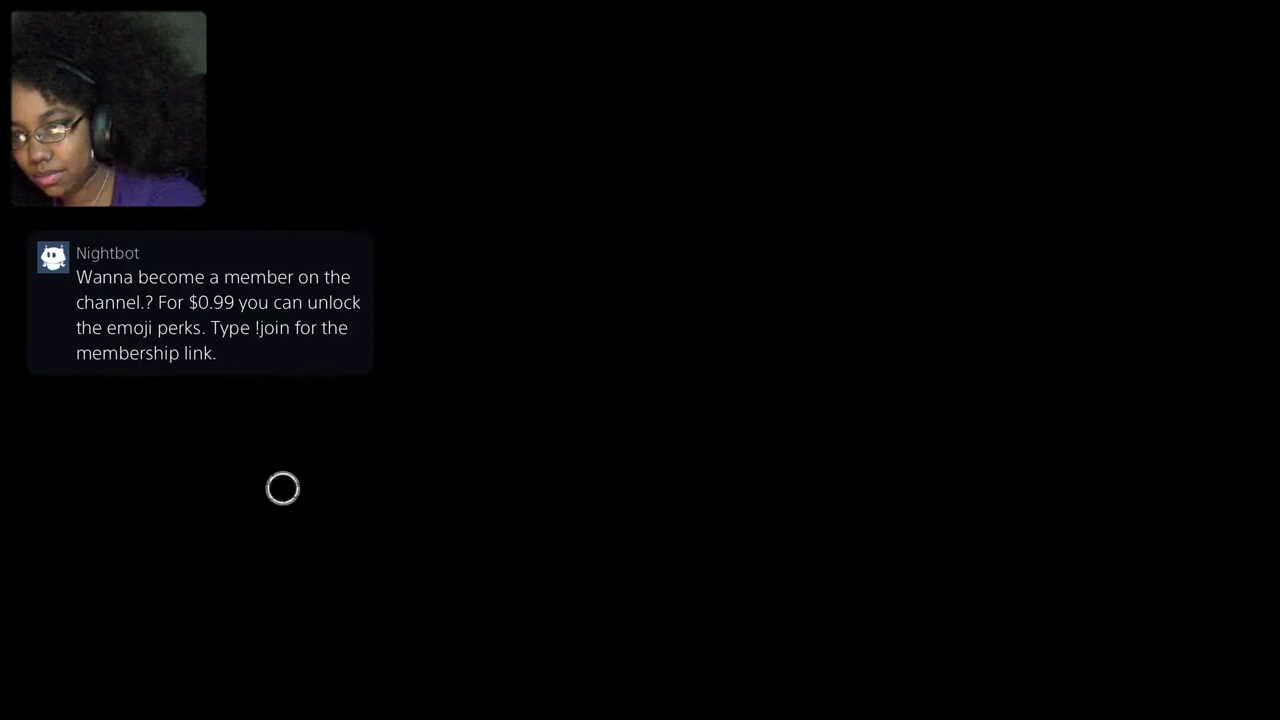 Nightbot
Wanna become a member on the
channel.? For $0.99 you can unlock
the emoji perks. Type !join for the
membership link.